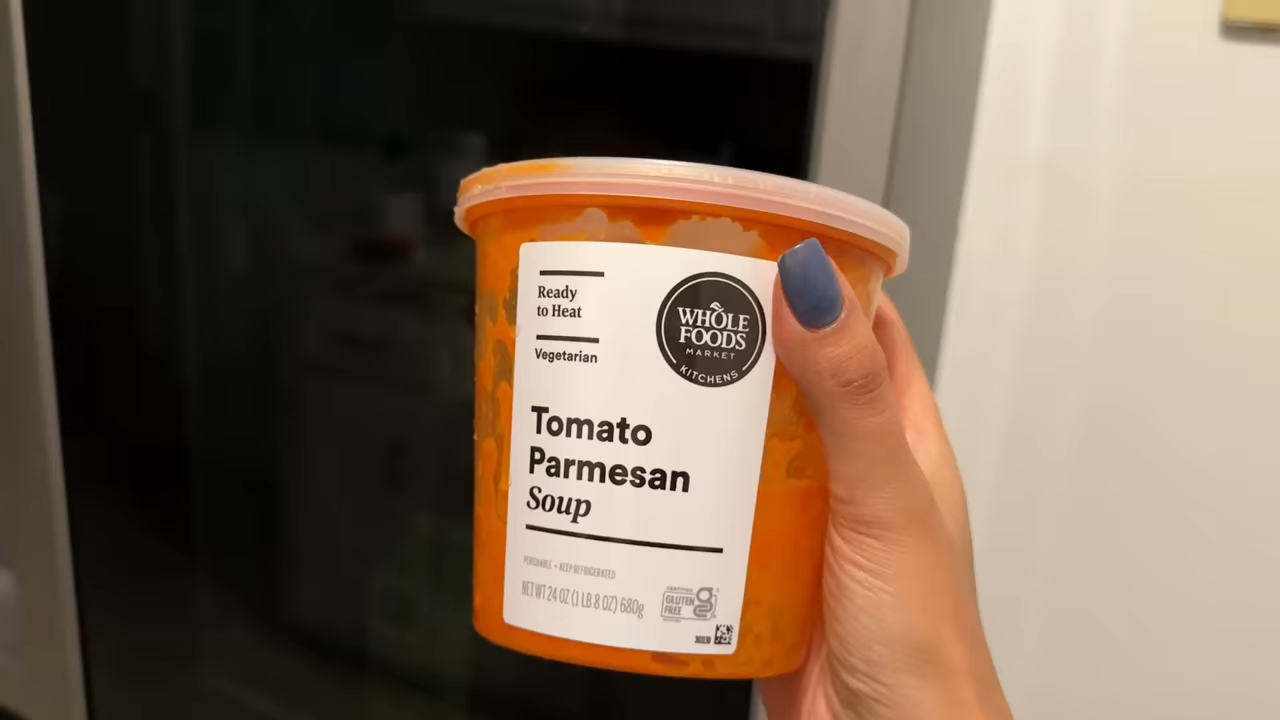 Ready
to Heat
Vegetarian
WHOLE
FOODS
MARKET
KITCHENS
Tomato
Parmesan
Soup
PERISHABLE • KEEP REFRIGERATED
NET WT 24 OZ (1 LB 8 OZ) 680g
CERTIFIED
GLUTEN
FREE